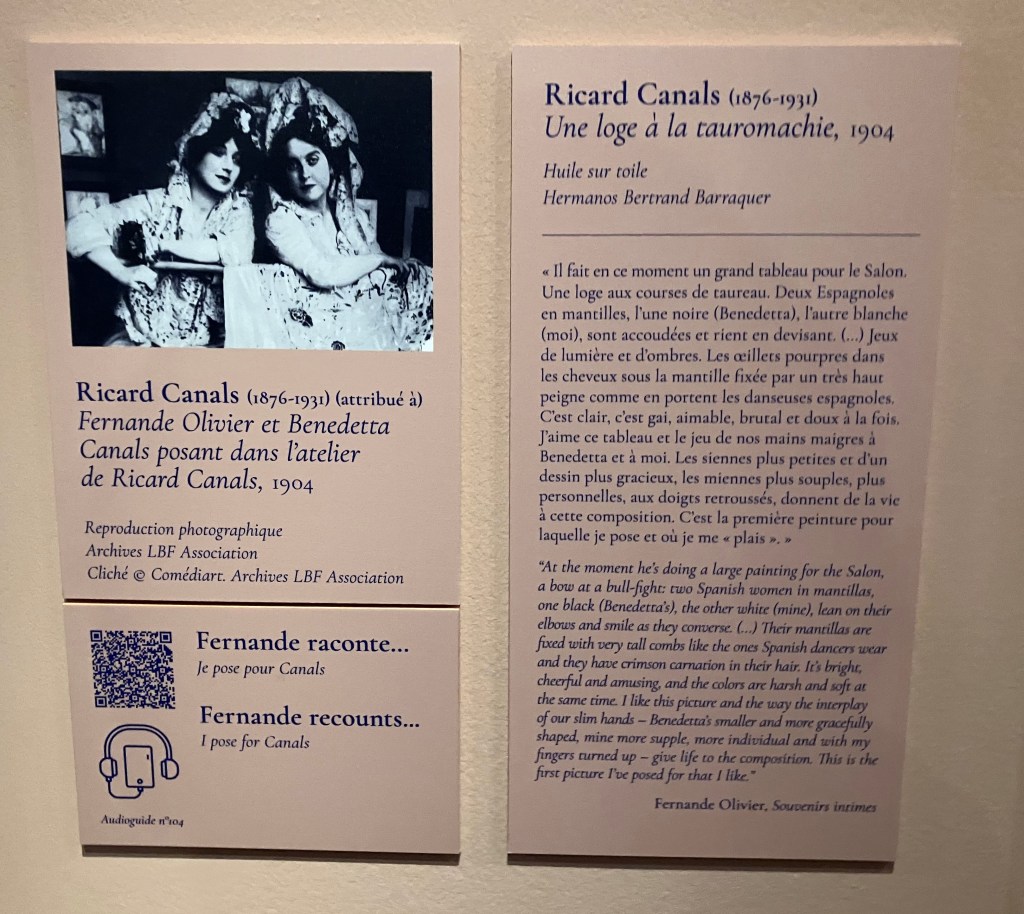 Ricard Canals (1876-1931) (attribué à)
Fernande Olivier et Benedetta
Canals posant dans l'atelier
de Ricard Canals, 1904
Reproduction photographique
Archives LBF Association
Cliché © Comédiart. Archives LBF Association
Fernande raconte...
Je pose pour Canals
Fernande recounts...
I pose for Canals
Audioguide n°104
Ricard Canals (1876-1931)
Une loge à la tauromachie, 1904
Huile sur toile
Hermanos Bertrand Barraquer
« Il fait en ce moment un grand tableau pour le Salon.
Une loge aux courses de taureau. Deux Espagnoles
en mantilles, l'une noire (Benedetta), l'autre blanche
(moi), sont accoudées et rient en devisant. (...) Jeux
de lumière et d'ombres. Les œillets pourpres dans
les cheveux sous la mantille fixée par un très haut
peigne comme en portent les danseuses espagnoles.
C'est clair, c'est gai, aimable, brutal et doux à la fois.
J'aime ce tableau et le jeu de nos mains maigres à
Benedetta et à moi. Les siennes plus petites et d'un
dessin plus gracieux, les miennes plus souples, plus
personnelles, aux doigts retroussés, donnent de la vie
à cette composition. C'est la première peinture pour
laquelle je pose et où je me « plais ». »
"At the moment he's doing a large painting for the Salon,
a bow at a bull-fight: two Spanish women in mantillas,
one black (Benedetta's), the other white (mine), lean on their
elbows and smile as they converse. (...) Their mantillas are
fixed with very tall combs like the ones Spanish dancers wear
and they have crimson carnation in their hair. It's bright,
cheerful and amusing, and the colors are harsh and soft at
the same time. I like this picture and the way the interplay
of our slim hands – Benedetta's smaller and more gracefully
shaped, mine more supple, more individual and with my
fingers turned up – give life to the composition. This is the
first picture I've posed for that I like."
Fernande Olivier, Souvenirs intimes